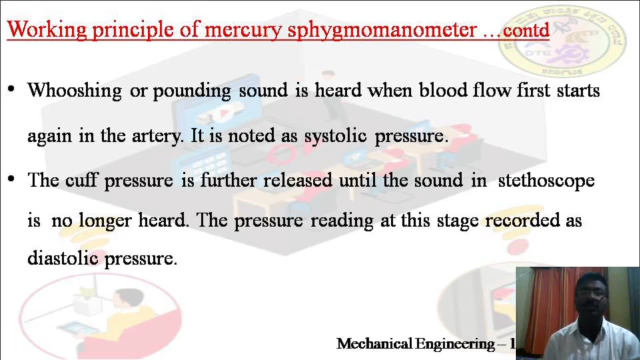 Working principle of mercury sphygmomanometer …contd
• Whooshing or pounding sound is heard when blood flow first starts
again in the artery. It is noted as systolic pressure.
• The cuff pressure is further released until the sound in stethoscope
is no longer heard. The pressure reading at this stage recorded as
diastolic pressure.
Mechanical Engineering – 1